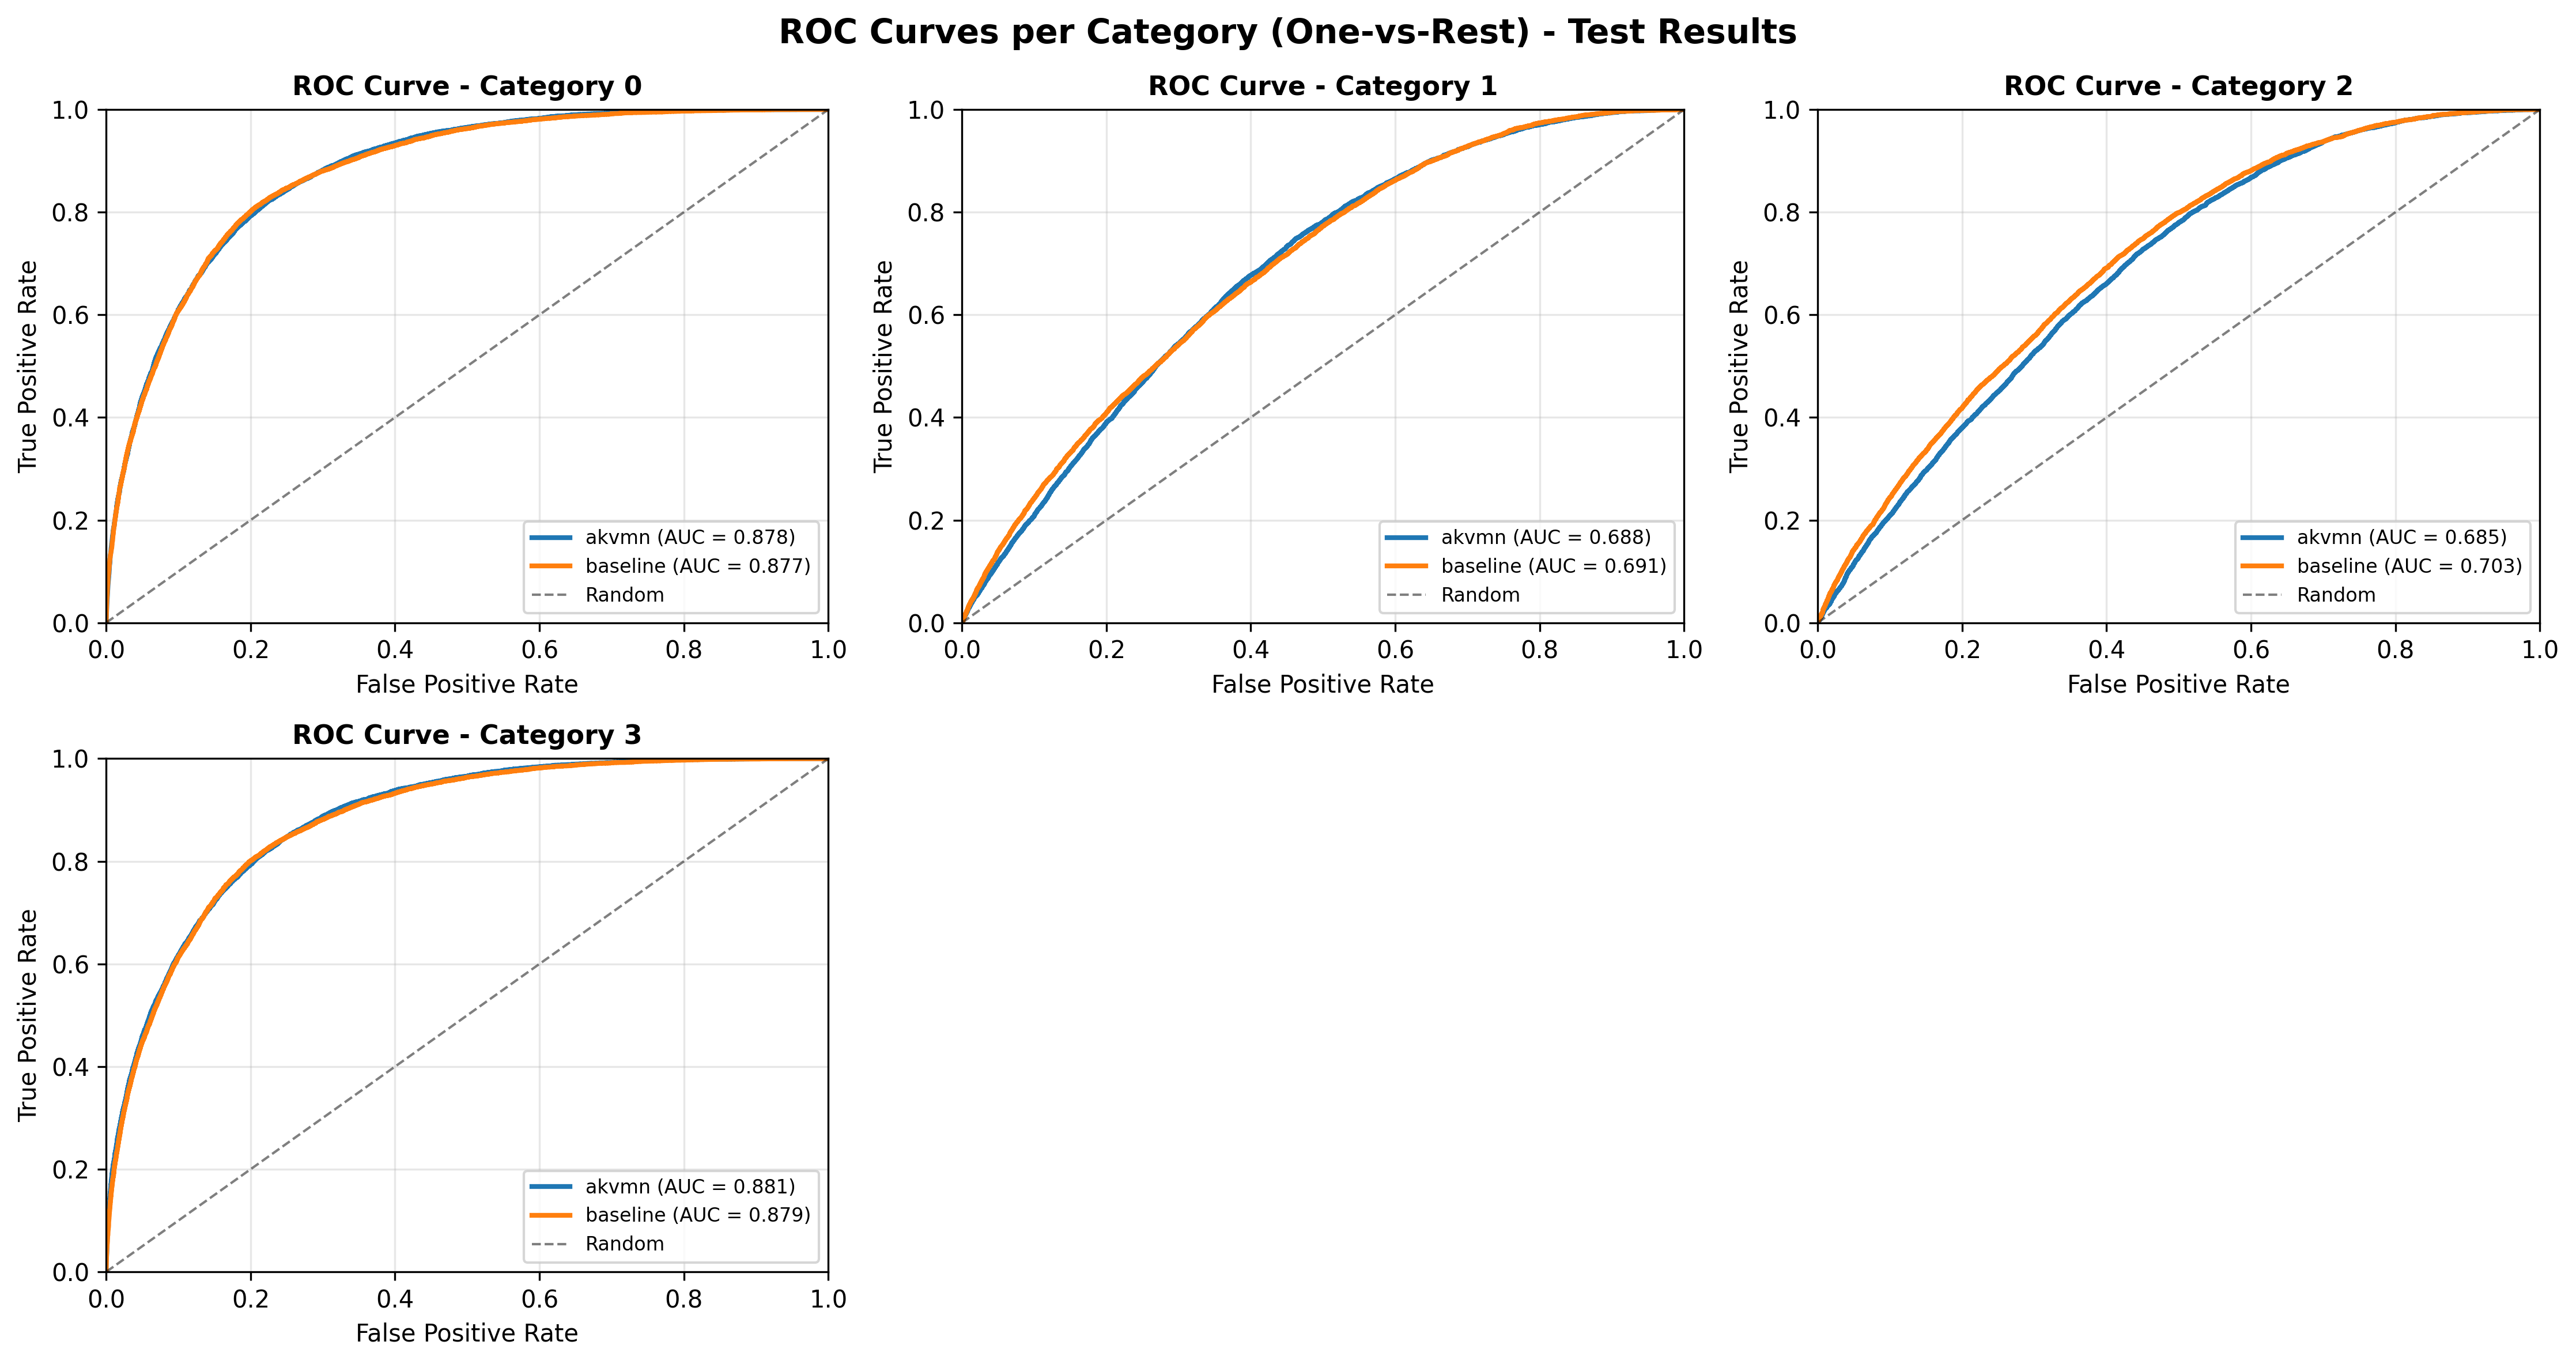 ROC Curves per Category (One-vs-Rest) - Test Results
ROC Curve - Category 0
True Positive Rate
1.0
0.8
0.6
0.4
0.2
0.0
akvmn (AUC = 0.878)
baseline (AUC = 0.877)
Random
0.0 0.2 0.4 0.6 0.8 1.0
False Positive Rate
ROC Curve - Category 1
True Positive Rate
1.0
0.8
0.6
0.4
0.2
0.0
akvmn (AUC = 0.688)
baseline (AUC = 0.691)
Random
0.0 0.2 0.4 0.6 0.8 1.0
False Positive Rate
ROC Curve - Category 2
True Positive Rate
1.0
0.8
0.6
0.4
0.2
0.0
akvmn (AUC = 0.685)
baseline (AUC = 0.703)
Random
0.0 0.2 0.4 0.6 0.8 1.0
False Positive Rate
ROC Curve - Category 3
True Positive Rate
1.0
0.8
0.6
0.4
0.2
0.0
akvmn (AUC = 0.881)
baseline (AUC = 0.879)
Random
0.0 0.2 0.4 0.6 0.8 1.0
False Positive Rate